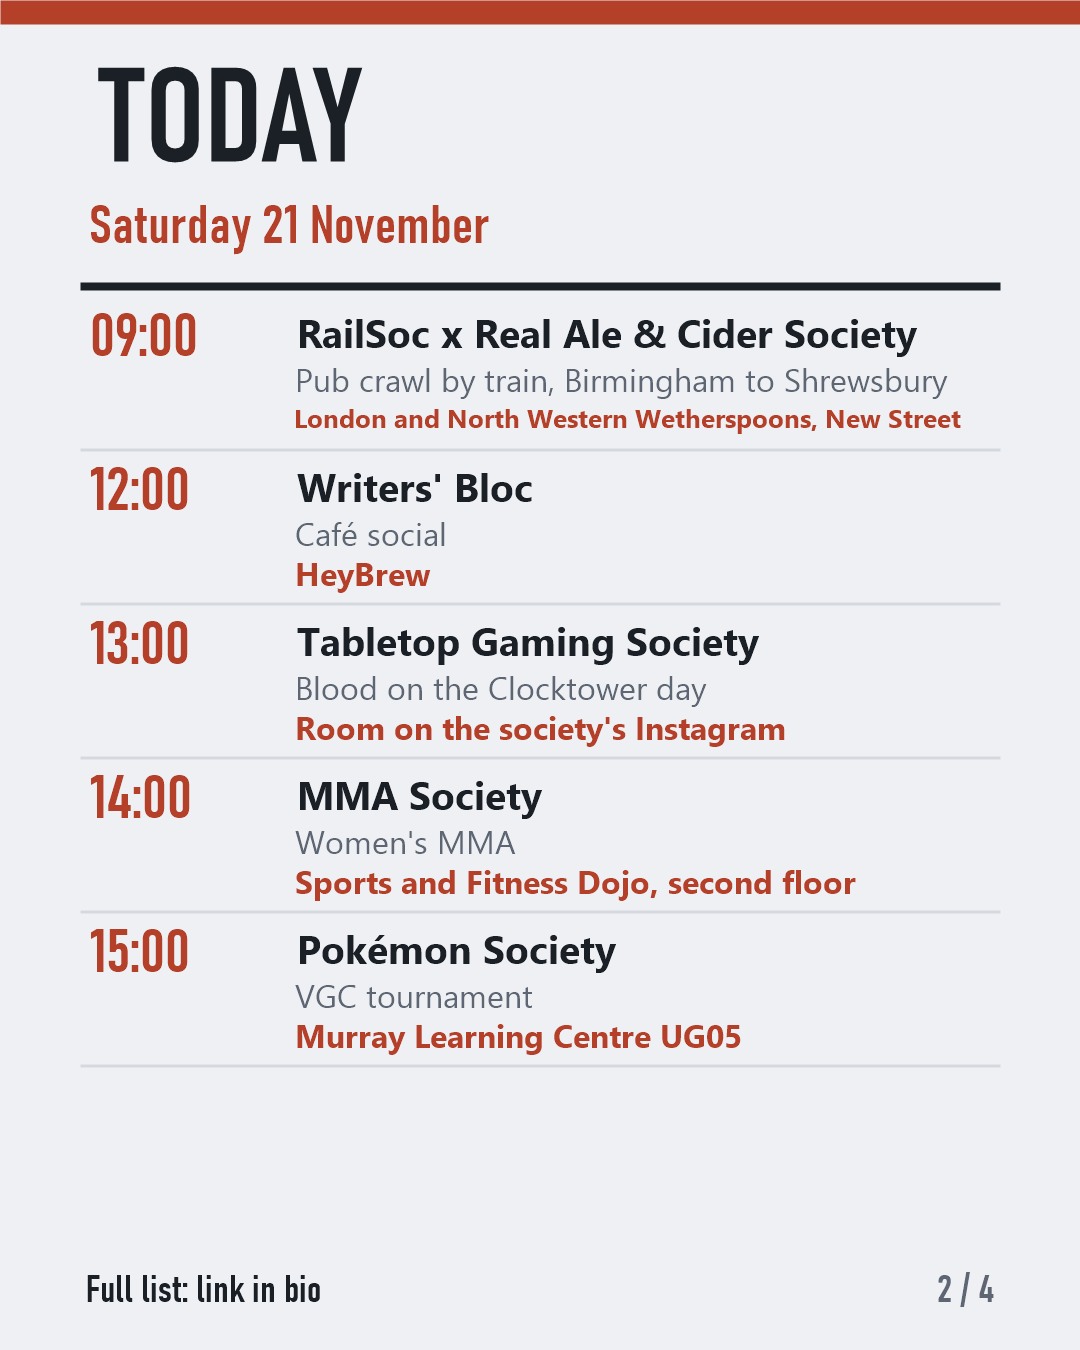 TODAY
Saturday 21 November
09:00
RailSoc x Real Ale & Cider Society
Pub crawl by train, Birmingham to Shrewsbury
London and North Western Wetherspoons, New Street
12:00
Writers' Bloc
Café social
HeyBrew
13:00
Tabletop Gaming Society
Blood on the Clocktower day
Room on the society's Instagram
14:00
MMA Society
Women's MMA
Sports and Fitness Dojo, second floor
15:00
Pokémon Society
VGC tournament
Murray Learning Centre UG05
Full list: link in bio
2 / 4